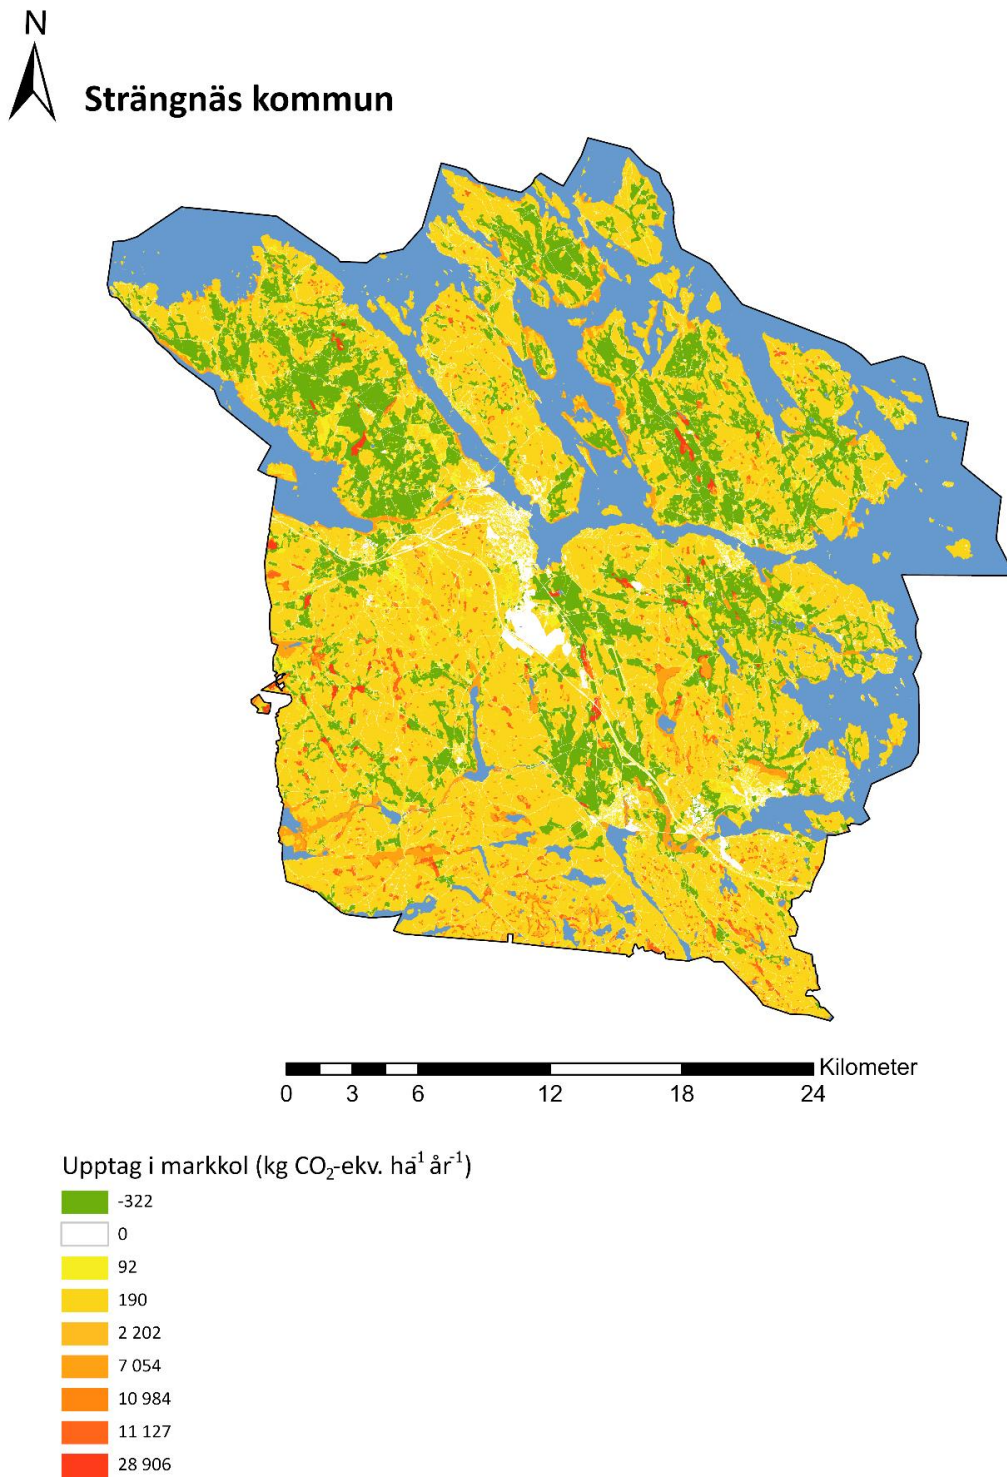 N
Strängnäs kommun
Kilometer
0 3 6 12 18 24
Upptag i markkol (kg CO₂-ekv. ha⁻¹ år⁻¹)
-322
0
92
190
2 202
7 054
10 984
11 127
28 906